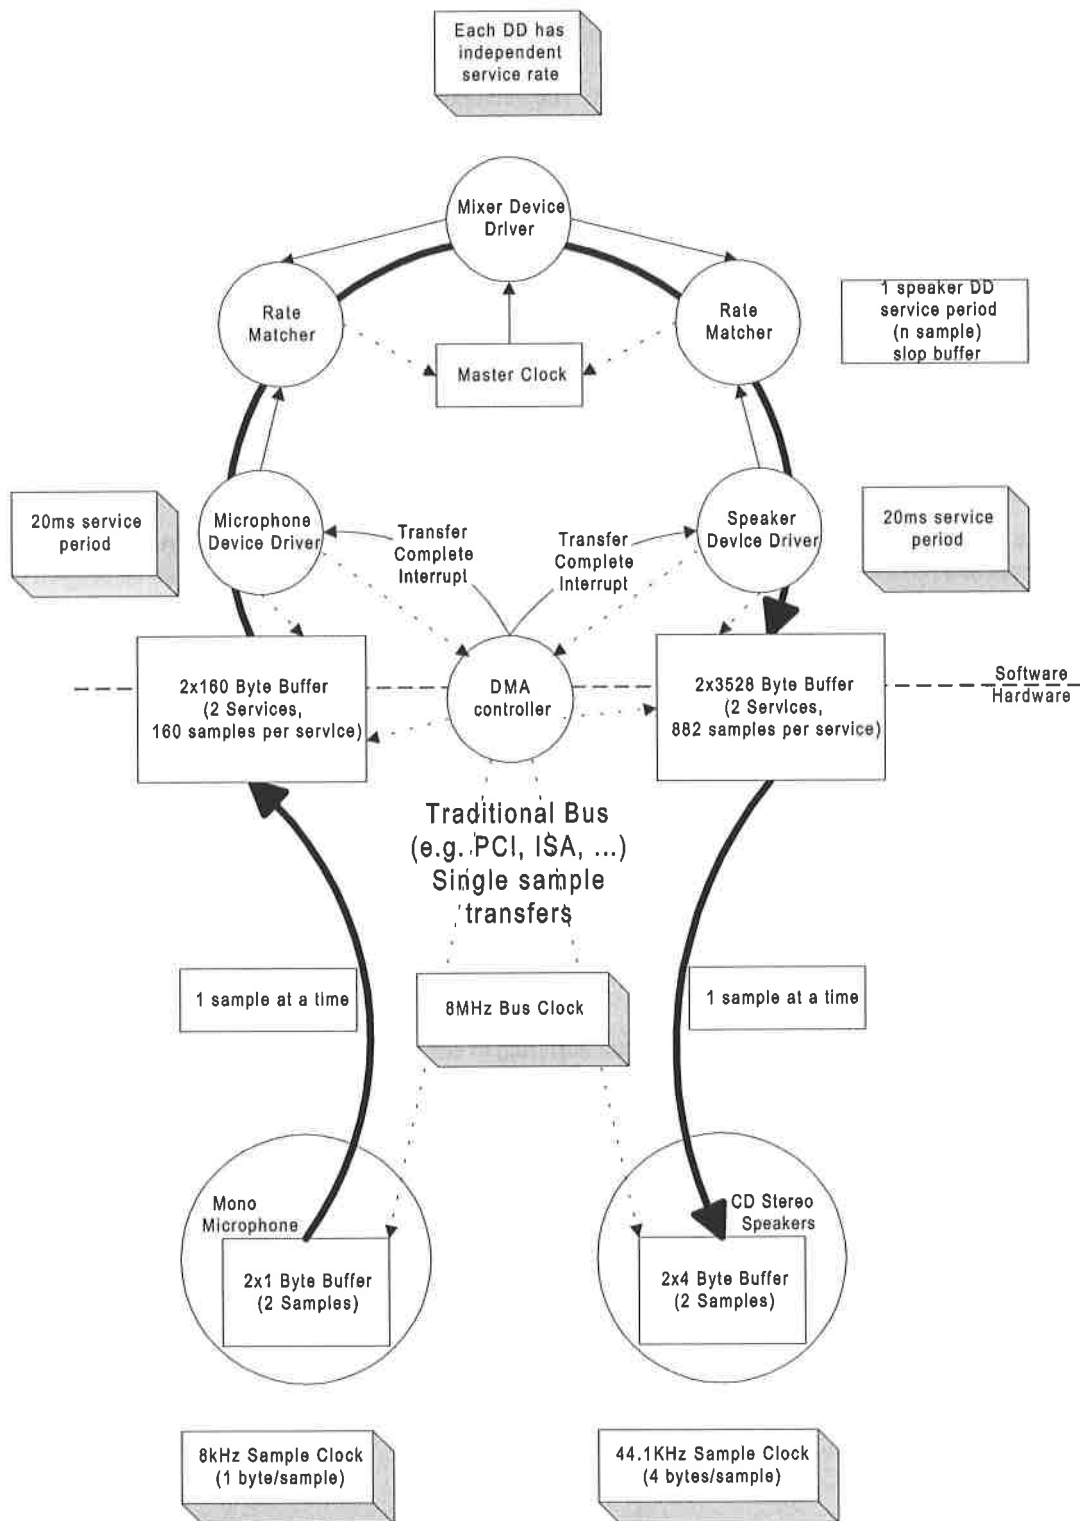 Each DD has
independent
service rate
Mixer Device
Driver
Rate
Matcher
Rate
Matcher
1 speaker DD
service period
(n sample)
slop buffer
Master Clock
20ms service
period
Microphone
Device Driver
Transfer
Complete
Interrupt
Transfer
Complete
Interrupt
Speaker
Device Driver
20ms service
period
2x160 Byte Buffer
(2 Services,
160 samples per service)
DMA
controller
2x3528 Byte Buffer
(2 Services,
882 samples per service)
Software
Hardware
Traditional Bus
(e.g. PCI, ISA, ...)
Single sample
transfers
1 sample at a time
8MHz Bus Clock
1 sample at a time
Mono
Microphone
2x1 Byte Buffer
(2 Samples)
CD Stereo
Speakers
2x4 Byte Buffer
(2 Samples)
8kHz Sample Clock
(1 byte/sample)
44.1KHz Sample Clock
(4 bytes/sample)